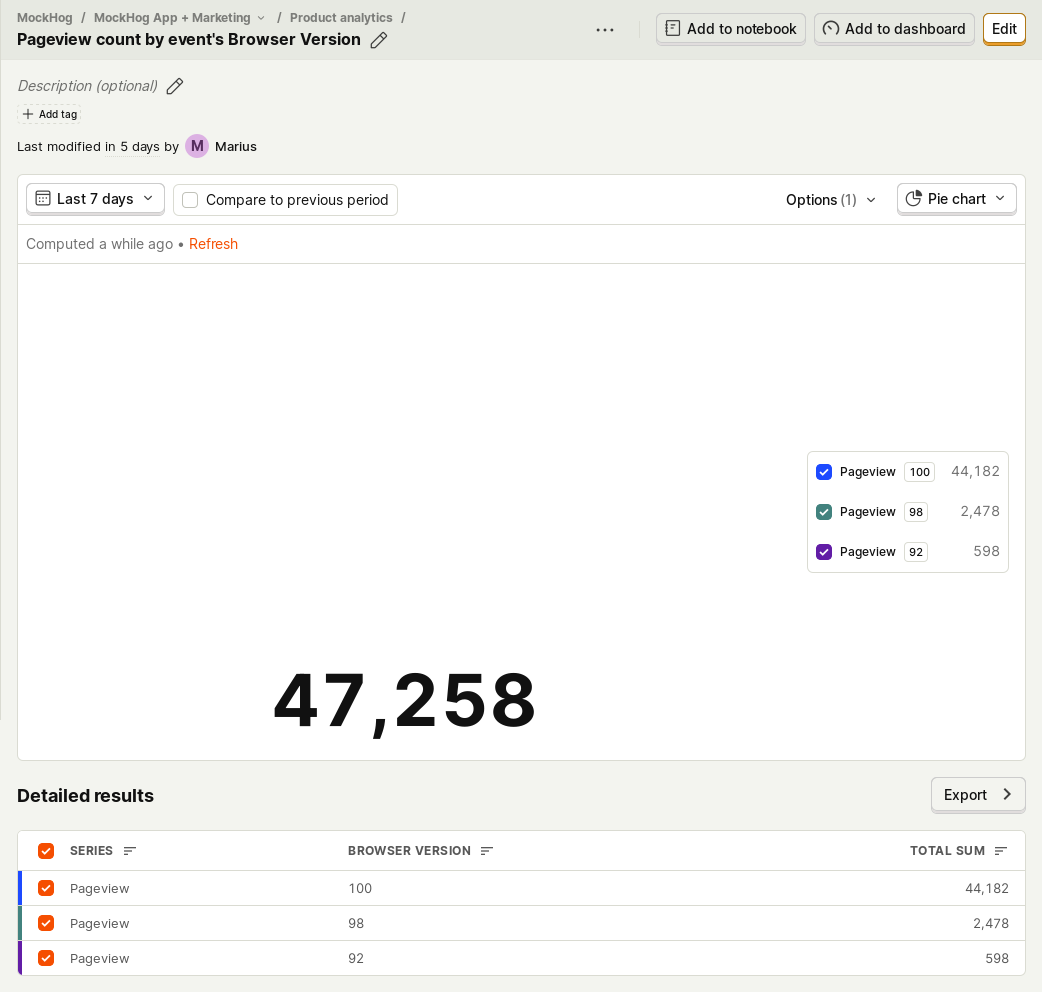 MockHog / MockHog App + Marketing / Product analytics /
Pageview count by event's Browser Version
Add to notebook
Add to dashboard
Edit
Description (optional)
Add tag
Last modified in 5 days by M Marius
Last 7 days
Compare to previous period
Options (1)
Pie chart
Computed a while ago • Refresh
Pageview 100 44,182
Pageview 98 2,478
Pageview 92 598
47,258
Detailed results
Export
SERIES BROWSER VERSION TOTAL SUM
Pageview 100 44,182
Pageview 98 2,478
Pageview 92 598